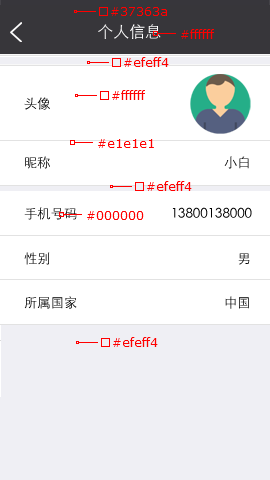 #37363a
个人信息 #ffffff
#efeff4
头像 #ffffff
#e1e1e1
昵称 小白
#efeff4
手机号码 #000000 13800138000
性别 男
所属国家 中国
#efeff4